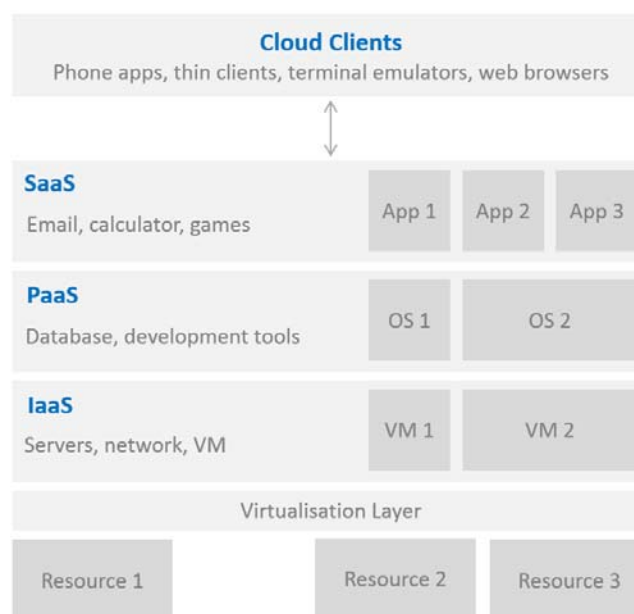 Cloud Clients
Phone apps, thin clients, terminal emulators, web browsers
SaaS
Email, calculator, games
App 1
App 2
App 3
PaaS
Database, development tools
OS 1
OS 2
IaaS
Servers, network, VM
VM 1
VM 2
Virtualisation Layer
Resource 1
Resource 2
Resource 3